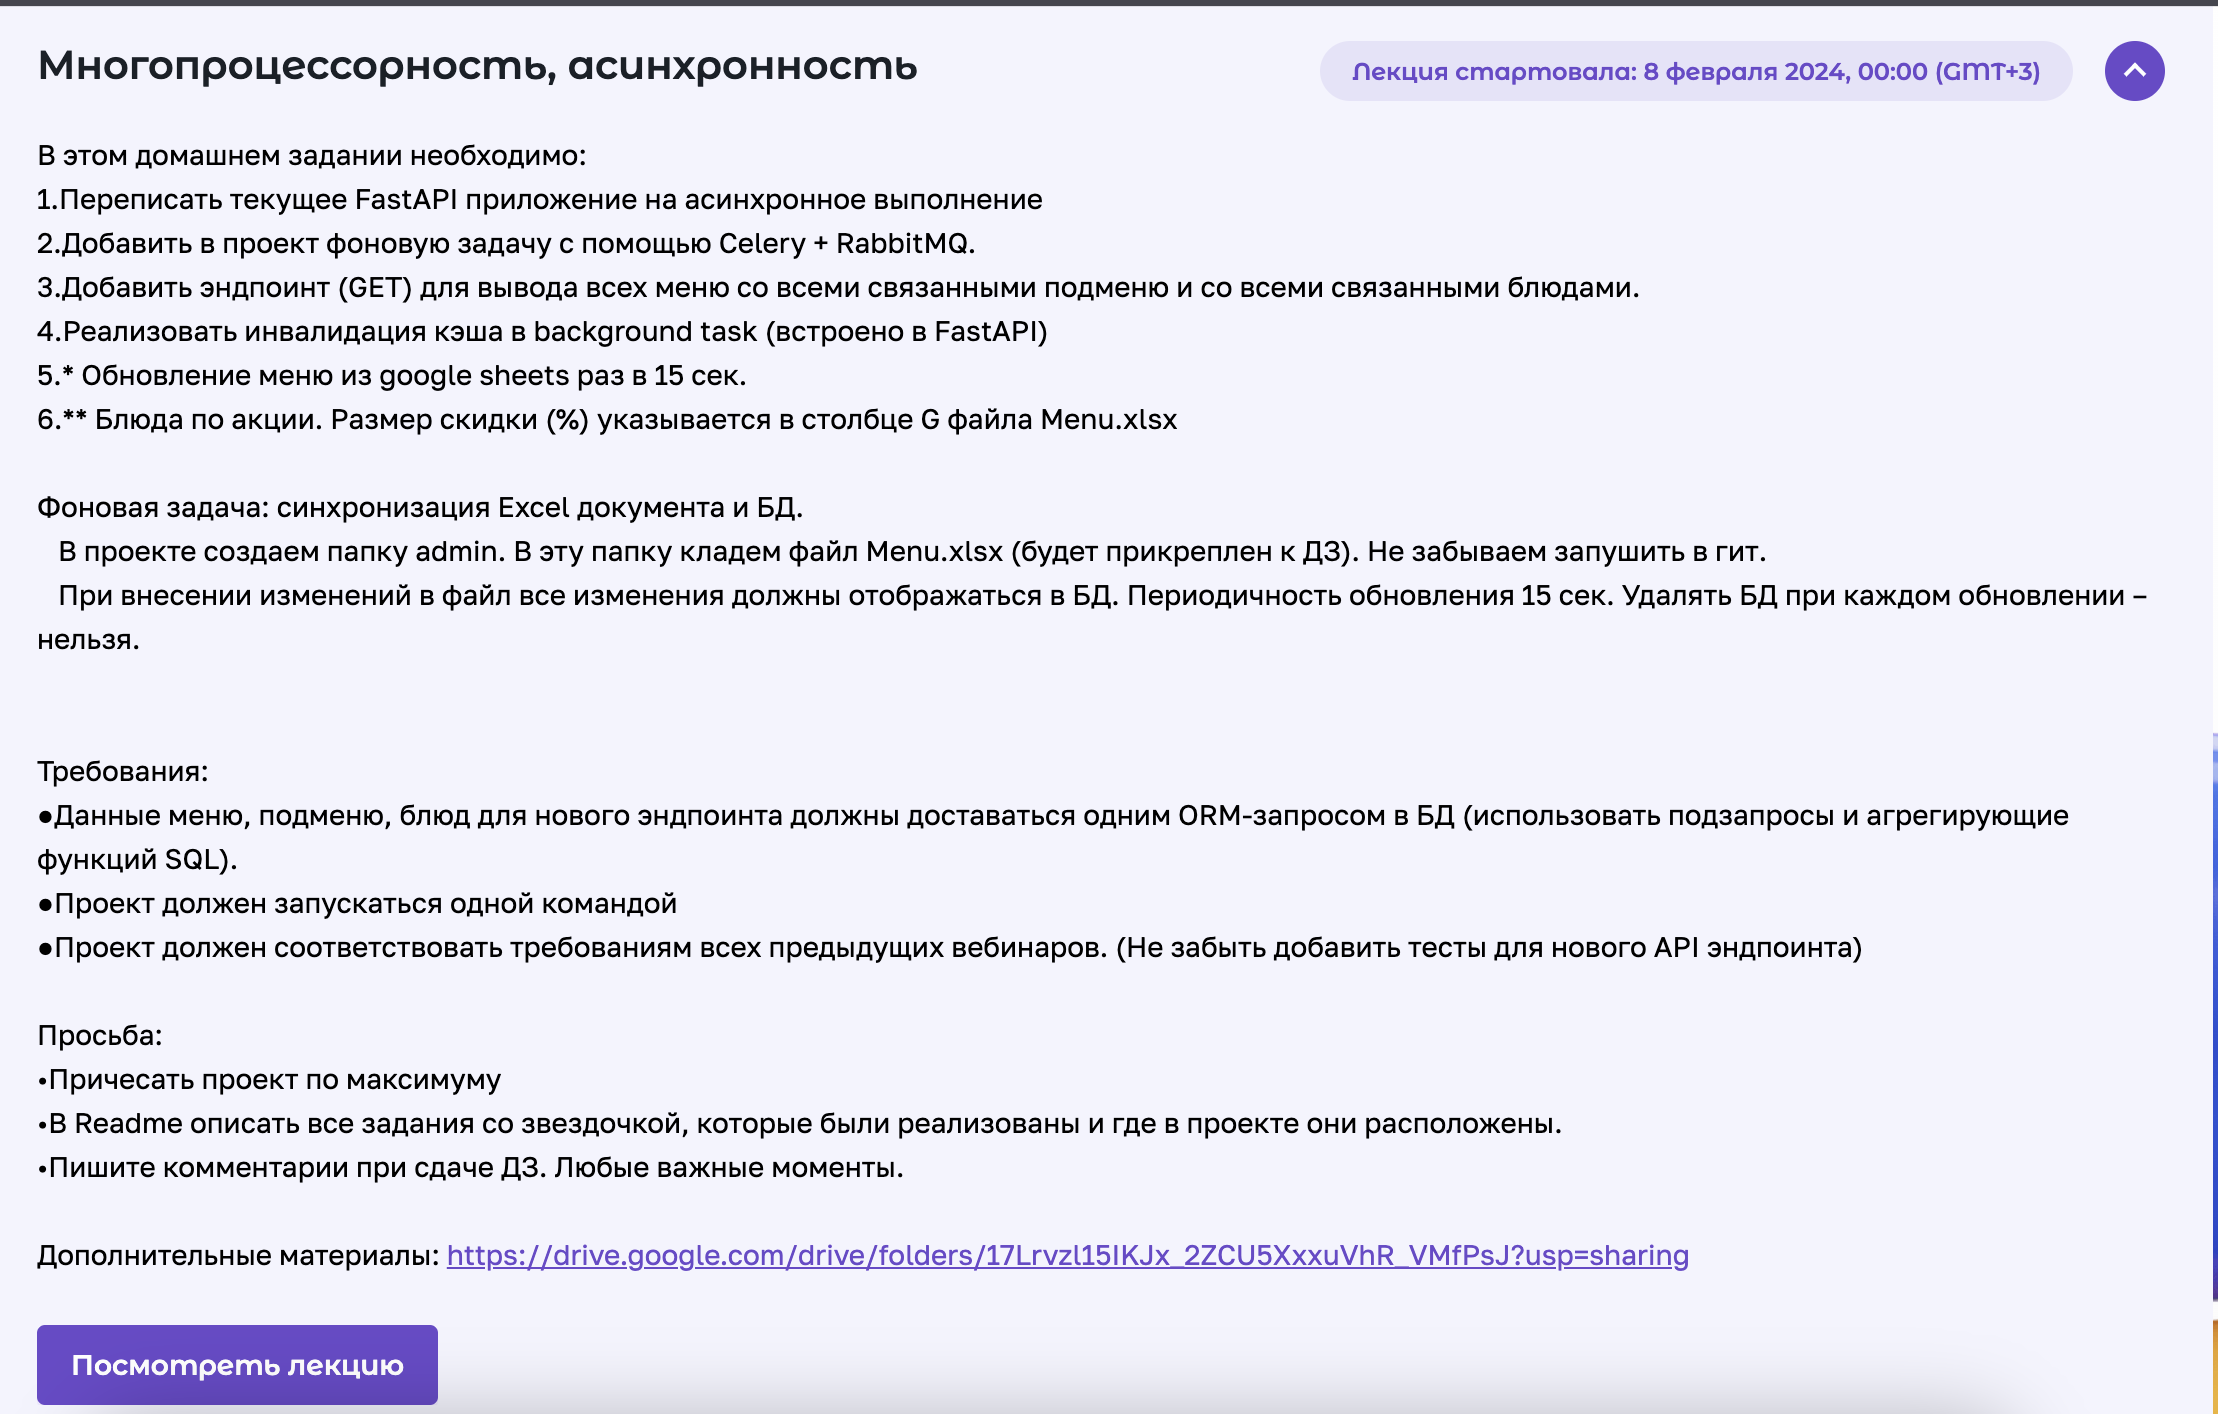 Многопроцессорность, асинхронность
Лекция стартовала: 8 февраля 2024, 00:00 (GMT+3)
В этом домашнем задании необходимо:
1.Переписать текущее FastAPI приложение на асинхронное выполнение
2.Добавить в проект фоновую задачу с помощью Celery + RabbitMQ.
3.Добавить эндпоинт (GET) для вывода всех меню со всеми связанными подменю и со всеми связанными блюдами.
4.Реализовать инвалидация кэша в background task (встроено в FastAPI)
5.* Обновление меню из google sheets раз в 15 сек.
6.** Блюда по акции. Размер скидки (%) указывается в столбце G файла Menu.xlsx
Фоновая задача: синхронизация Excel документа и БД.
В проекте создаем папку admin. В эту папку кладем файл Menu.xlsx (будет прикреплен к ДЗ). Не забываем запушить в гит.
При внесении изменений в файл все изменения должны отображаться в БД. Периодичность обновления 15 сек. Удалять БД при каждом обновлении –
нельзя.
Требования:
●Данные меню, подменю, блюд для нового эндпоинта должны доставаться одним ORM-запросом в БД (использовать подзапросы и агрегирующие
функций SQL).
●Проект должен запускаться одной командой
●Проект должен соответствовать требованиям всех предыдущих вебинаров. (Не забыть добавить тесты для нового API эндпоинта)
Просьба:
•Причесать проект по максимуму
•В Readme описать все задания со звездочкой, которые были реализованы и где в проекте они расположены.
•Пишите комментарии при сдаче ДЗ. Любые важные моменты.
Дополнительные материалы: https://drive.google.com/drive/folders/17Lrvzl15IKJx_2ZCU5XxxuVhR_VMfPsJ?usp=sharing
Посмотреть лекцию